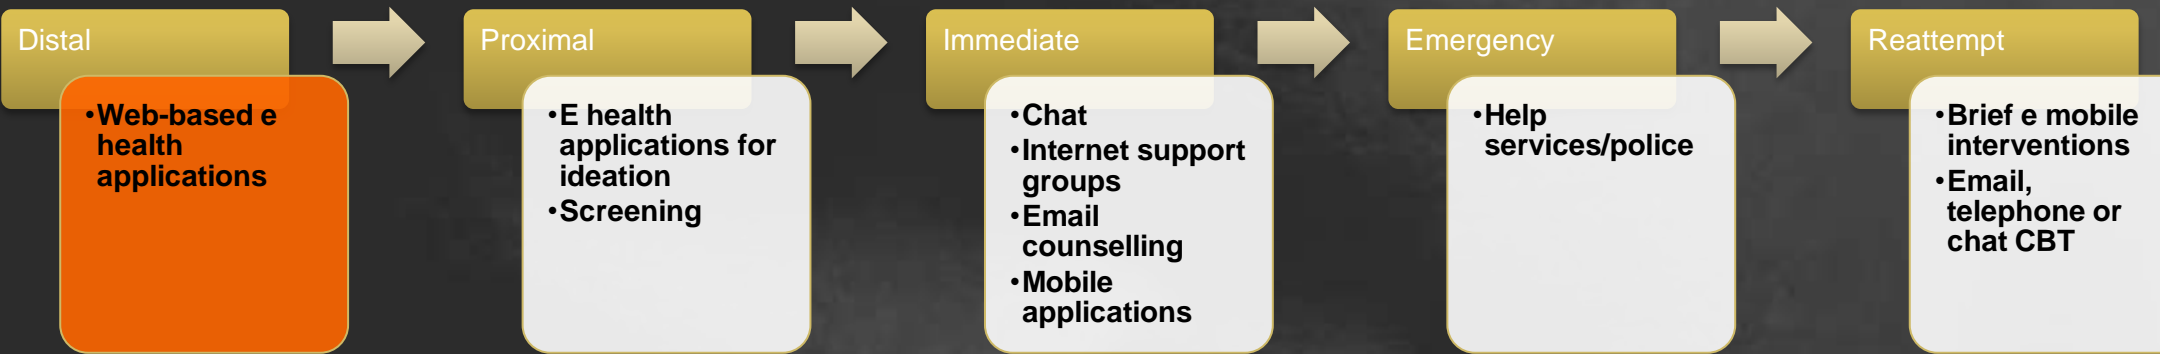 Distal
•Web-based e
health
applications
Proximal
•E health
applications for
ideation
•Screening
Immediate
•Chat
•Internet support
groups
•Email
counselling
•Mobile
applications
Emergency
•Help
services/police
Reattempt
•Brief e mobile
interventions
•Email,
telephone or
chat CBT